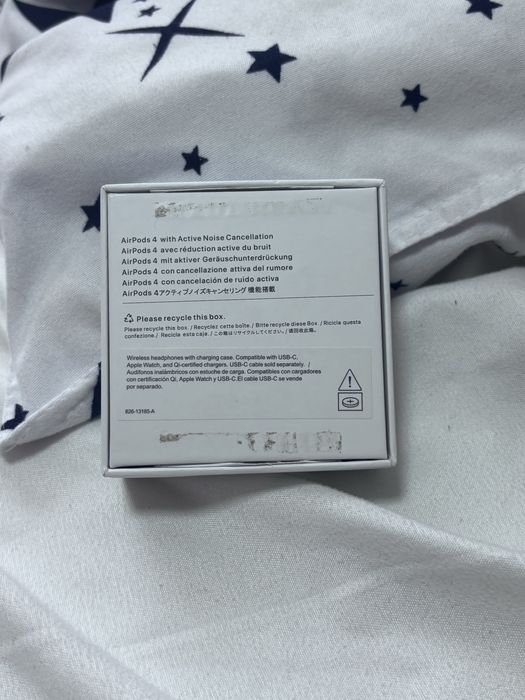 AirPods 4 with Active Noise Cancellation
AirPods 4 avec réduction active du bruit
AirPods 4 mit aktiver Geräuschunterdrückung
AirPods 4 con cancellazione attiva del rumore
AirPods 4 con cancelación de ruido activa
AirPods 4アクティブノイズキャンセリング 機能搭載
Please recycle this box.
Please recycle this box. / Recyclez cette boîte. / Bitte recycle diese Box. / Ricicla questa
confezione. / Recicla esta caja. / この箱はリサイクルしてください。/ 请回收此箱。
Wireless headphones with charging case. Compatible with USB-C,
Apple Watch, and Qi-certified chargers. USB-C cable sold separately. /
Audífonos inalámbricos con estuche de carga. Compatibles con cargadores
con certificación Qi, Apple Watch y USB-C.El cable USB-C se vende
por separado.
826-13185-A